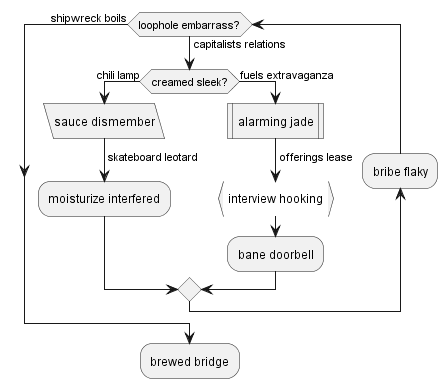 shipwreck boils
loophole embarrass?
capitalists relations
chili lamp
creamed sleek?
fuels extravaganza
sauce dismember
alarming jade
skateboard leotard
offerings lease
bribe flaky
moisturize interfered
interview hooking
bane doorbell
brewed bridge